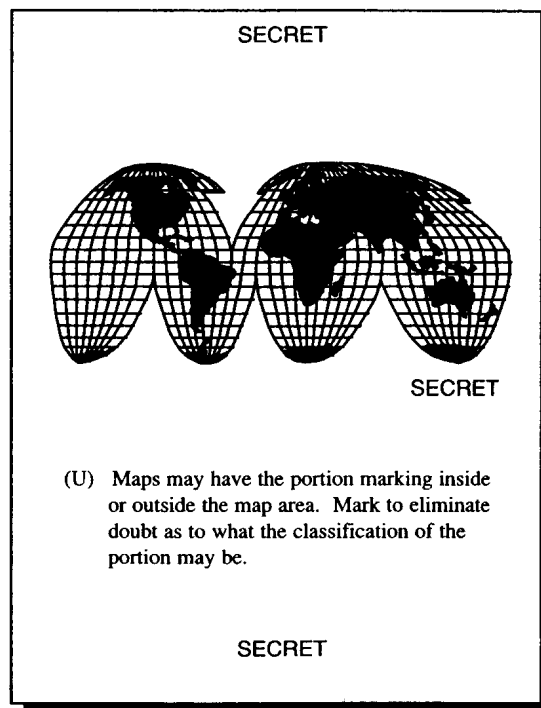 SECRET
SECRET
(U) Maps may have the portion marking inside
or outside the map area. Mark to eliminate
doubt as to what the classification of the
portion may be.
SECRET